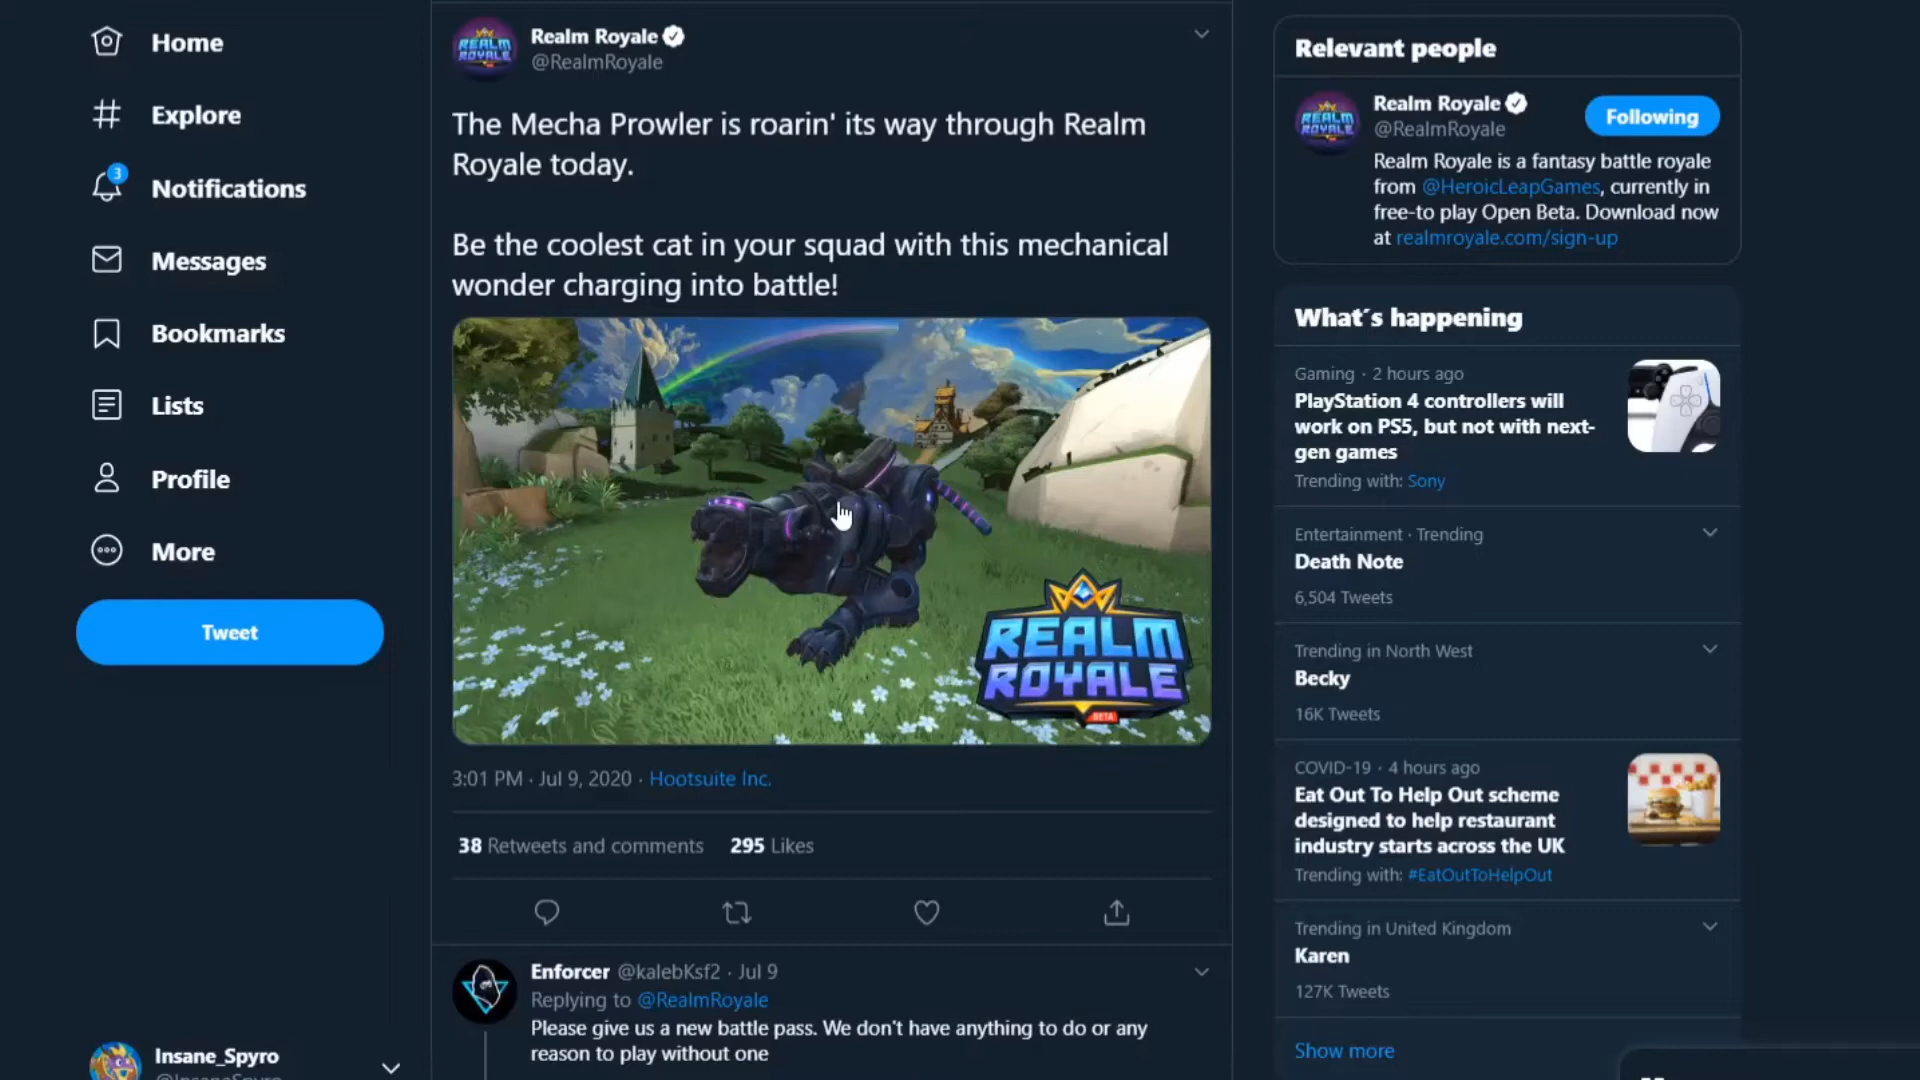 Home
Explore
3
Notifications
Messages
Bookmarks
Lists
Profile
More
Tweet
Insane_Spyro
REALM
ROYALE
Realm Royale
@RealmRoyale
The Mecha Prowler is roarin' its way through Realm
Royale today.
Be the coolest cat in your squad with this mechanical
wonder charging into battle!
REALM
ROYALE
BETA
3:01 PM · Jul 9, 2020 · Hootsuite Inc.
38 Retweets and comments 295 Likes
Enforcer @kalebKsf2 · Jul 9
Replying to @RealmRoyale
Please give us a new battle pass. We don't have anything to do or any
reason to play without one
Relevant people
REALM
ROYALE
Realm Royale
@RealmRoyale
Following
Realm Royale is a fantasy battle royale
from @HeroicLeapGames, currently in
free-to play Open Beta. Download now
at realmroyale.com/sign-up
What´s happening
Gaming · 2 hours ago
PlayStation 4 controllers will
work on PS5, but not with next-
gen games
Trending with: Sony
Entertainment · Trending
Death Note
6,504 Tweets
Trending in North West
Becky
16K Tweets
COVID-19 · 4 hours ago
Eat Out To Help Out scheme
designed to help restaurant
industry starts across the UK
Trending with: #EatOutToHelpOut
Trending in United Kingdom
Karen
127K Tweets
Show more